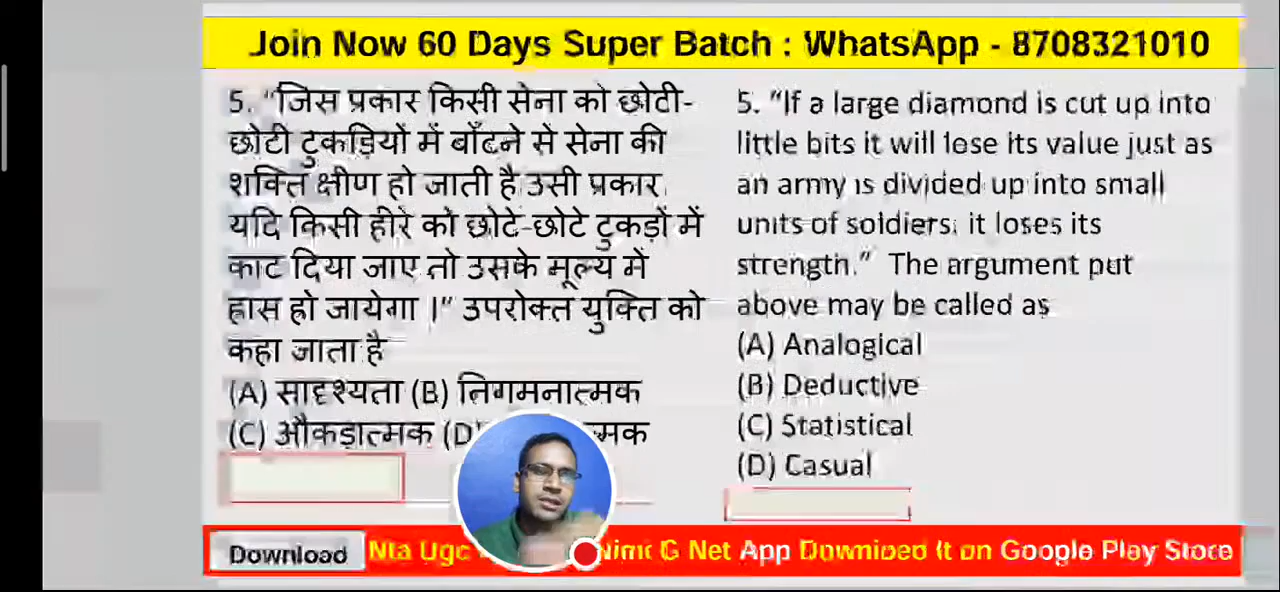 Join Now 60 Days Super Batch : WhatsApp - 8708321010
5. "जिस प्रकार किसी सेना को छोटी-
छोटी टुकड़ियों में बाँटने से सेना की
शक्ति क्षीण हो जाती है उसी प्रकार
यदि किसी हीरे को छोटे-छोटे टुकड़ों में
काट दिया जाए तो उसके मूल्य में
ह्रास हो जायेगा ।" उपरोक्त युक्ति को
कहा जाता है
(A) सादृश्यता (B) निगमनात्मक
(C) आँकड़ात्मक (D)
5. "If a large diamond is cut up into
little bits it will lose its value just as
an army is divided up into small
units of soldiers, it loses its
strength." The argument put
above may be called as
(A) Analogical
(B) Deductive
(C) Statistical
(D) Casual
Download Nta Ugc Net App Downloed It on Google Play Store